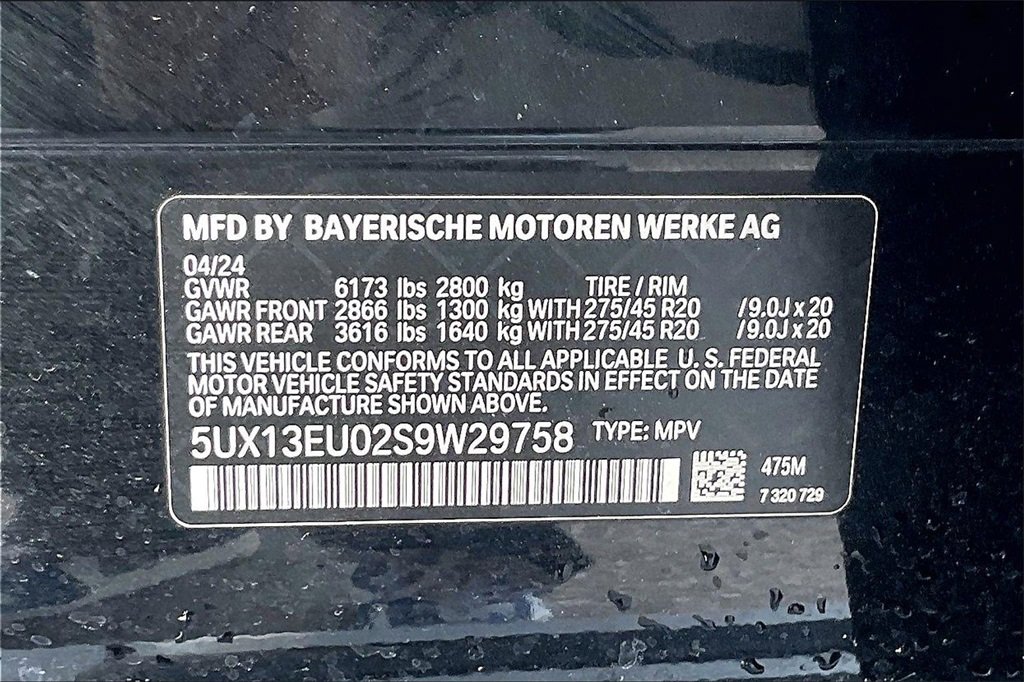 MFD BY BAYERISCHE MOTOREN WERKE AG
04/24
GVWR 6173 lbs 2800 kg TIRE / RIM
GAWR FRONT 2866 lbs 1300 kg WITH 275/45 R20 /9.0J x 20
GAWR REAR 3616 lbs 1640 kg WITH 275/45 R20 /9.0J x 20
THIS VEHICLE CONFORMS TO ALL APPLICABLE U. S. FEDERAL
MOTOR VEHICLE SAFETY STANDARDS IN EFFECT ON THE DATE
OF MANUFACTURE SHOWN ABOVE.
5UX13EU02S9W29758 TYPE: MPV
475M
7 320 729